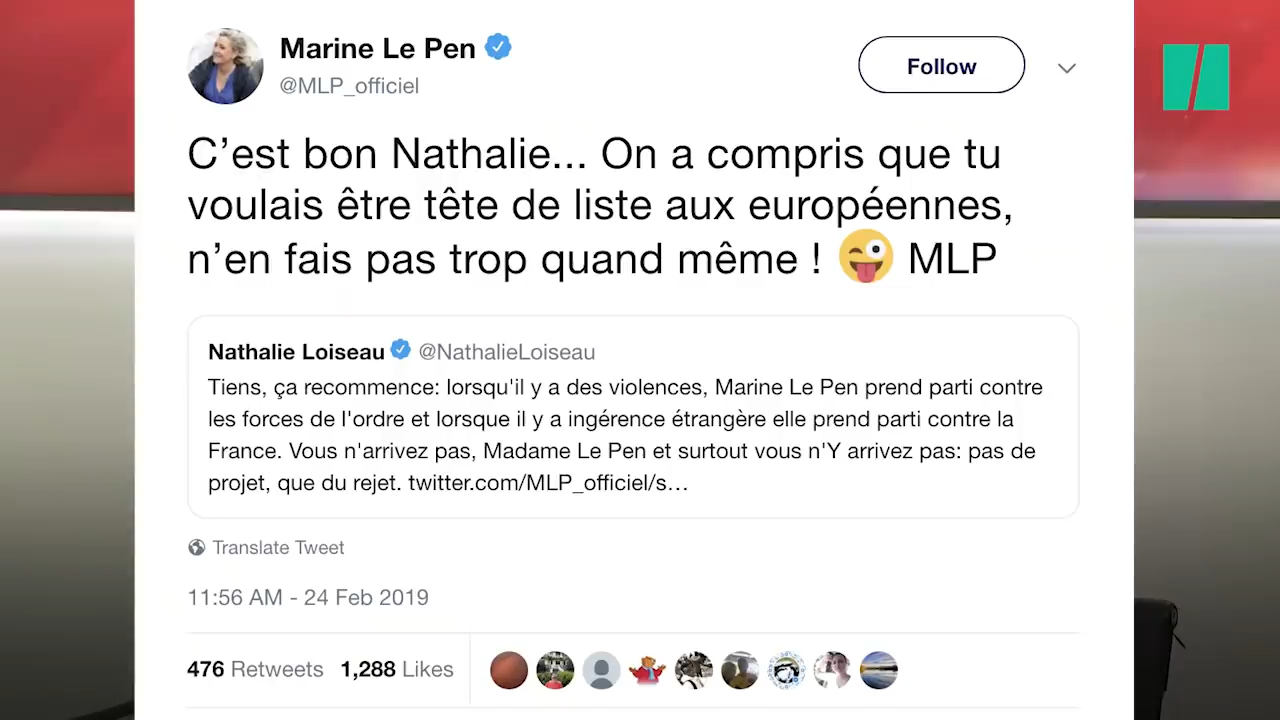 Marine Le Pen
@MLP_officiel
Follow
C’est bon Nathalie... On a compris que tu
voulais être tête de liste aux européennes,
n’en fais pas trop quand même ! 😜 MLP
Nathalie Loiseau @NathalieLoiseau
Tiens, ça recommence: lorsqu'il y a des violences, Marine Le Pen prend parti contre
les forces de l'ordre et lorsque il y a ingérence étrangère elle prend parti contre la
France. Vous n'arrivez pas, Madame Le Pen et surtout vous n'Y arrivez pas: pas de
projet, que du rejet. twitter.com/MLP_officiel/s…
Translate Tweet
11:56 AM - 24 Feb 2019
476 Retweets 1,288 Likes